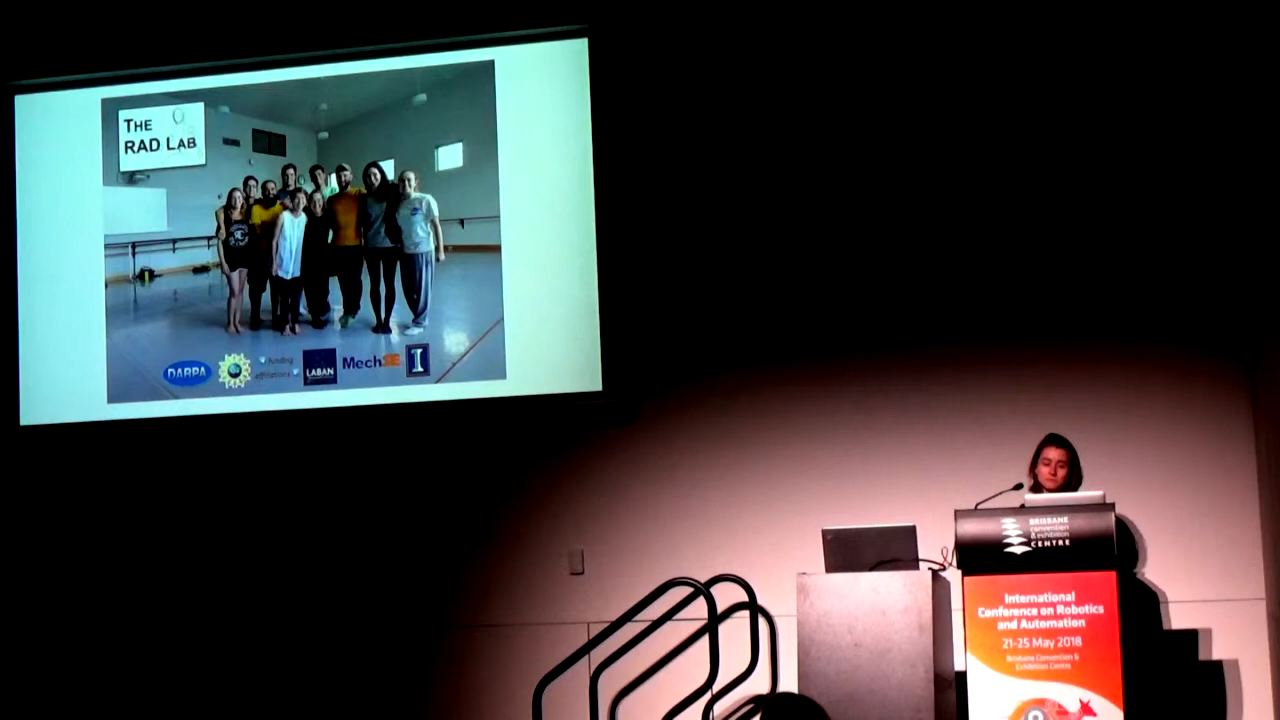 THE
RAD LAB
DARPA
funding
affiliations
LABAN
MechSE
I
BRISBANE
convention
& exhibition
CENTRE
International
Conference on Robotics
and Automation
21-25 May 2018
Brisbane Convention &
Exhibition Centre